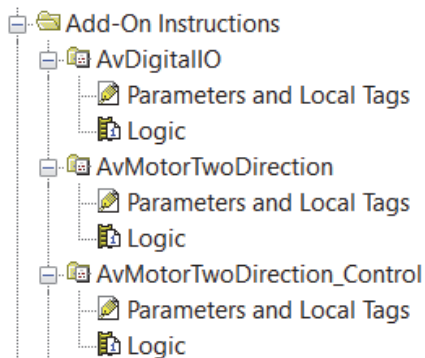 Add-On Instructions
AvDigitalIO
Parameters and Local Tags
Logic
AvMotorTwoDirection
Parameters and Local Tags
Logic
AvMotorTwoDirection_Control
Parameters and Local Tags
Logic